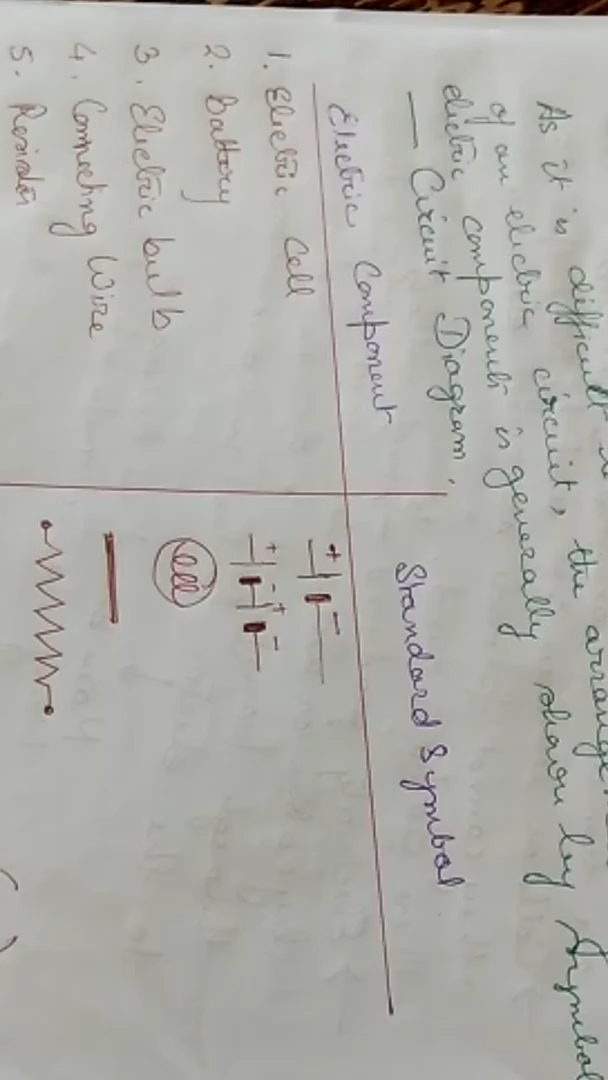 As it is difficult the arrange
of an electric circuit, the
electric components is generally shown by Symbol
— Circuit Diagram.
Electric Component Standard Symbol
1. Electric Cell + -
2. Battery + - + -
3. Electric bulb
4. Connecting Wire
5. Resistor